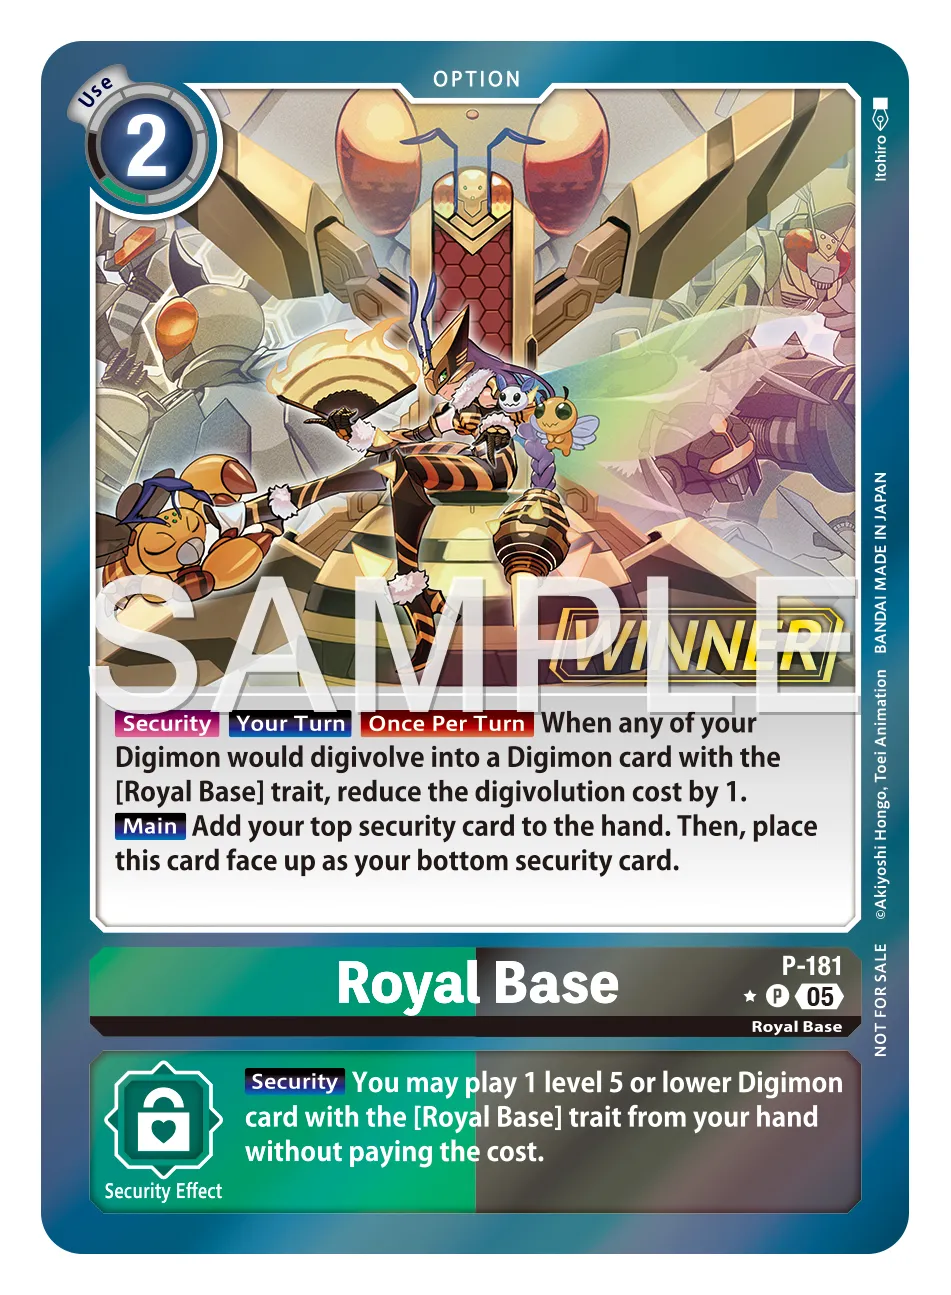 OPTION
Use
2
Itohiro
SAMPLE
WINNER
Security Your Turn Once Per Turn When any of your
Digimon would digivolve into a Digimon card with the
[Royal Base] trait, reduce the digivolution cost by 1.
Main Add your top security card to the hand. Then, place
this card face up as your bottom security card.
©Akiyoshi Hongo, Toei Animation BANDAI MADE IN JAPAN
NOT FOR SALE
Royal Base
P-181
P 05
Royal Base
Security You may play 1 level 5 or lower Digimon
card with the [Royal Base] trait from your hand
without paying the cost.
Security Effect